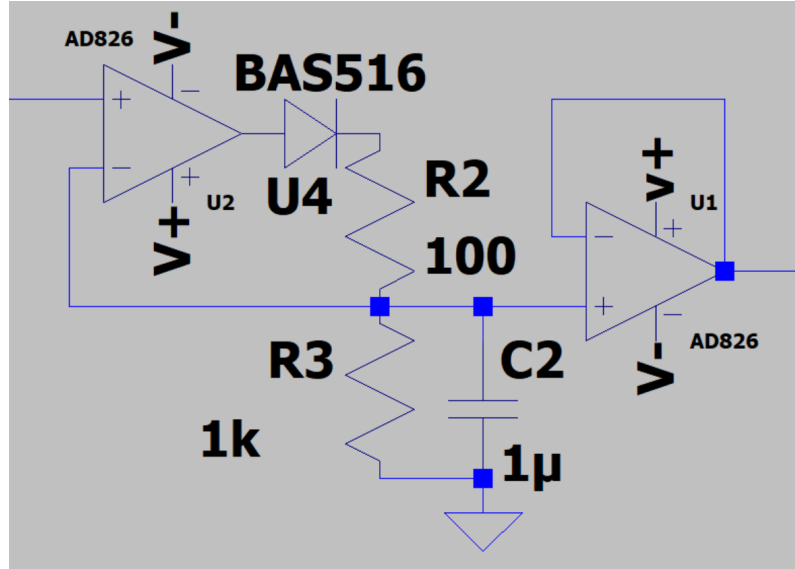 AD826
V-
BAS516
+
−
−
+
V+
U2
U4
R2
100
V+
U1
+
−
+
−
AD826
V-
R3
1k
C2
1µ